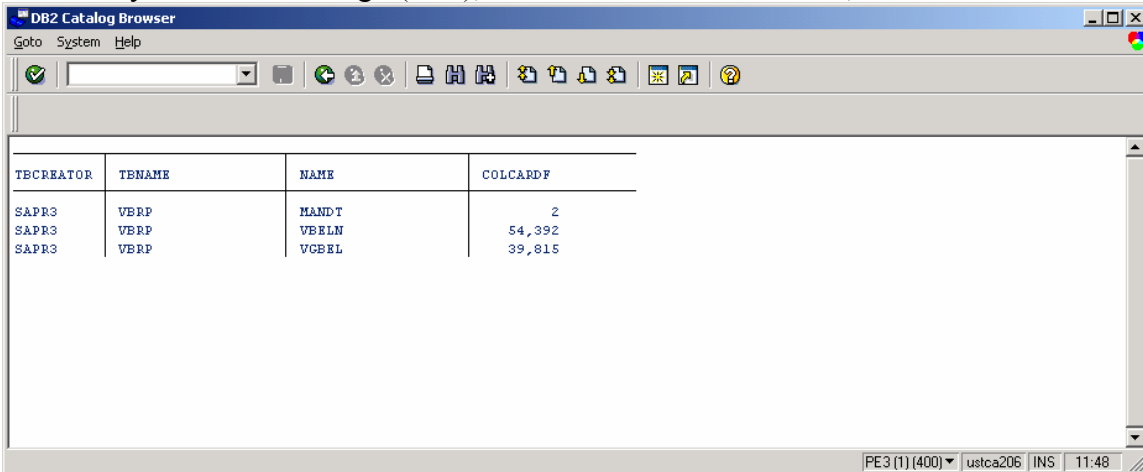 DB2 Catalog Browser
Goto System Help
TBCREATOR TBNAME NAME COLCARDF
SAPR3 VBRP MANDT 2
SAPR3 VBRP VBELN 54,392
SAPR3 VBRP VGBEL 39,815
PE3 (1) (400) ustca206 INS 11:48